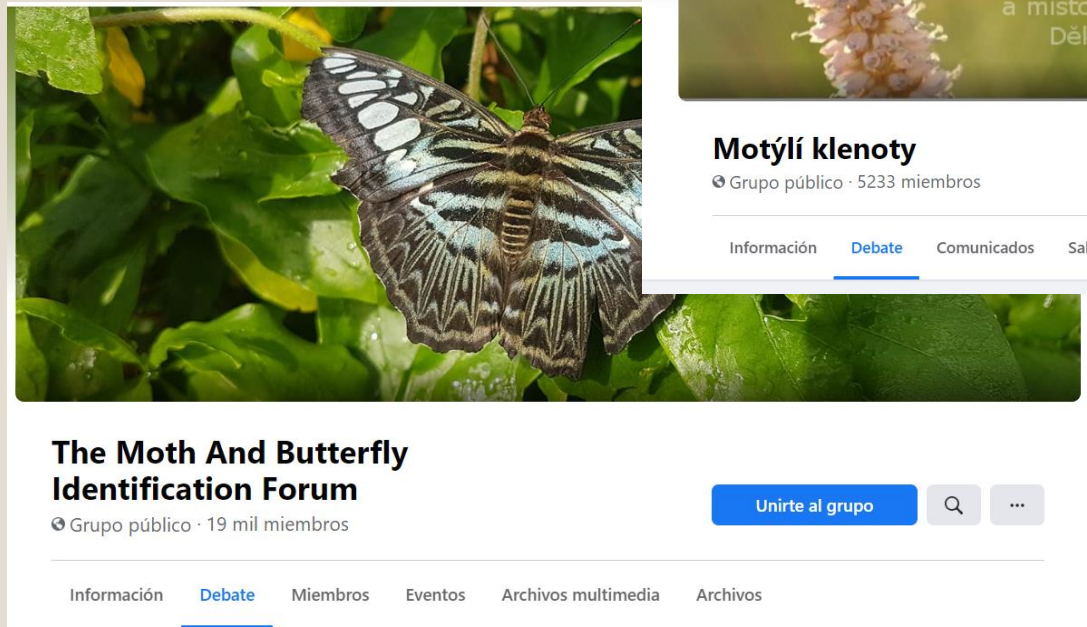 a místo
Motýlí klenoty
Grupo público · 5233 miembros
Información Debate Comunicados
The Moth And Butterfly
Identification Forum
Grupo público · 19 mil miembros
Unirte al grupo
Información Debate Miembros Eventos Archivos multimedia Archivos